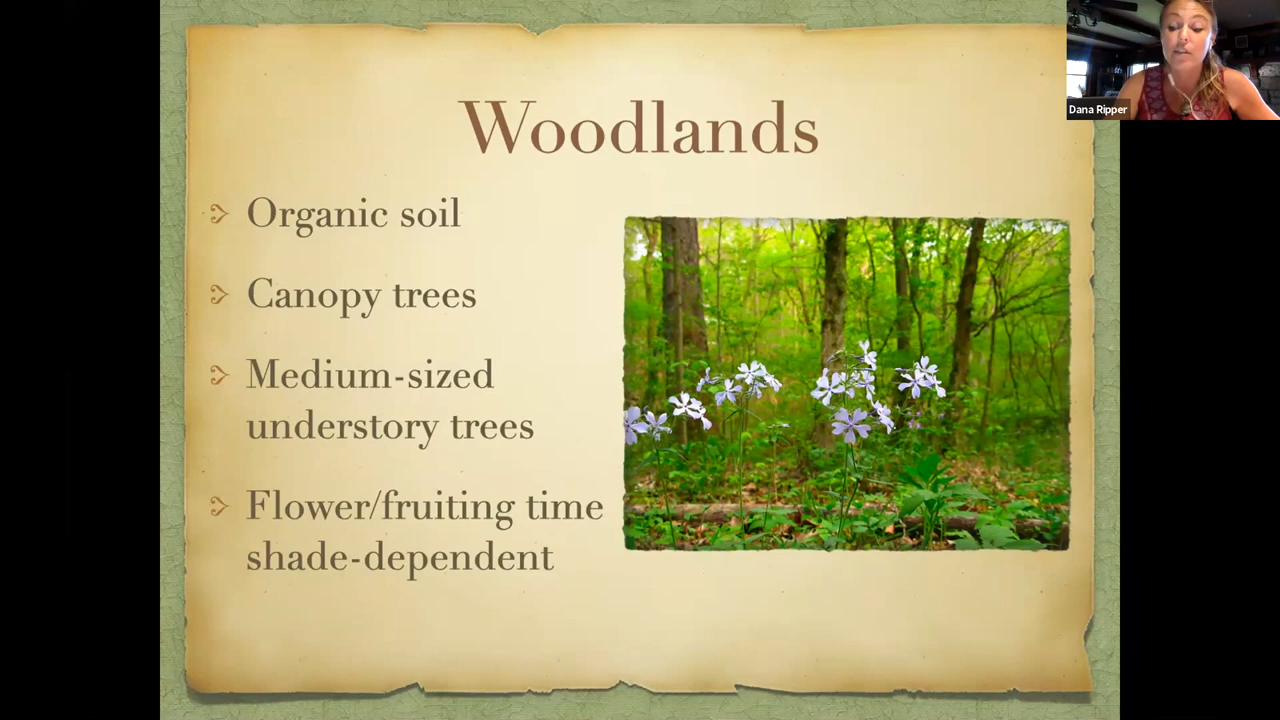 Dana Ripper
Woodlands
Organic soil
Canopy trees
Medium-sized
understory trees
Flower/fruiting time
shade-dependent